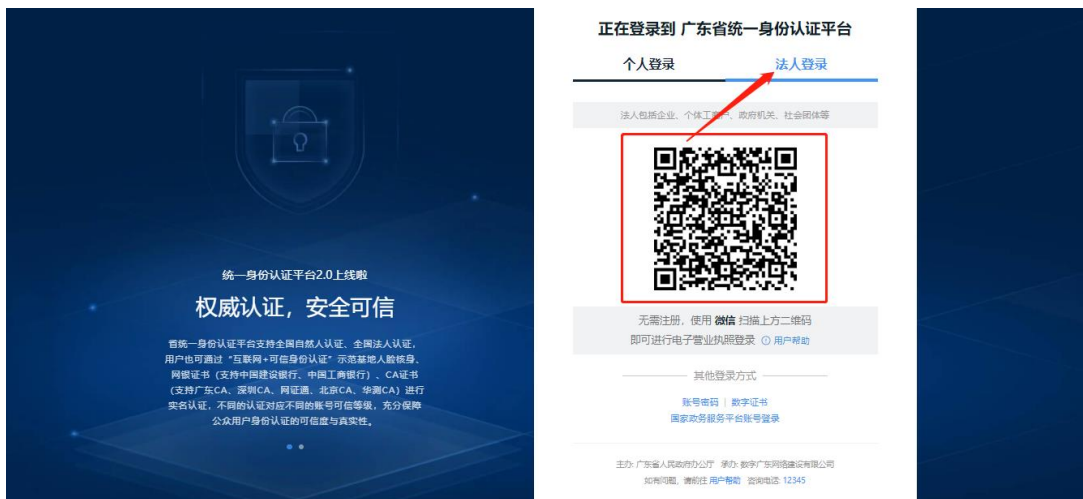 统一身份认证平台2.0上线啦
权威认证，安全可信
省统一身份认证平台支持全国自然人认证、全国法人认证，
用户也可通过“互联网+可信身份认证”示范基地人脸核身、
网银证书（支持中国建设银行、中国工商银行）、CA证书
（支持广东CA、深圳CA、网证通、北京CA、华测CA）进行
实名认证，不同的认证对应不同的账号可信等级，充分保障
公众用户身份认证的可信度与真实性。
正在登录到 广东省统一身份认证平台
个人登录 法人登录
法人包括企业、个体工商户、政府机关、社会团体等
无需注册，使用 微信 扫描上方二维码
即可进行电子营业执照登录 用户帮助
其他登录方式
账号密码 | 数字证书
国家政务服务平台账号登录
主办: 广东省人民政府办公厅 承办: 数字广东网络建设有限公司
如有问题，请前往 用户帮助 咨询电话: 12345